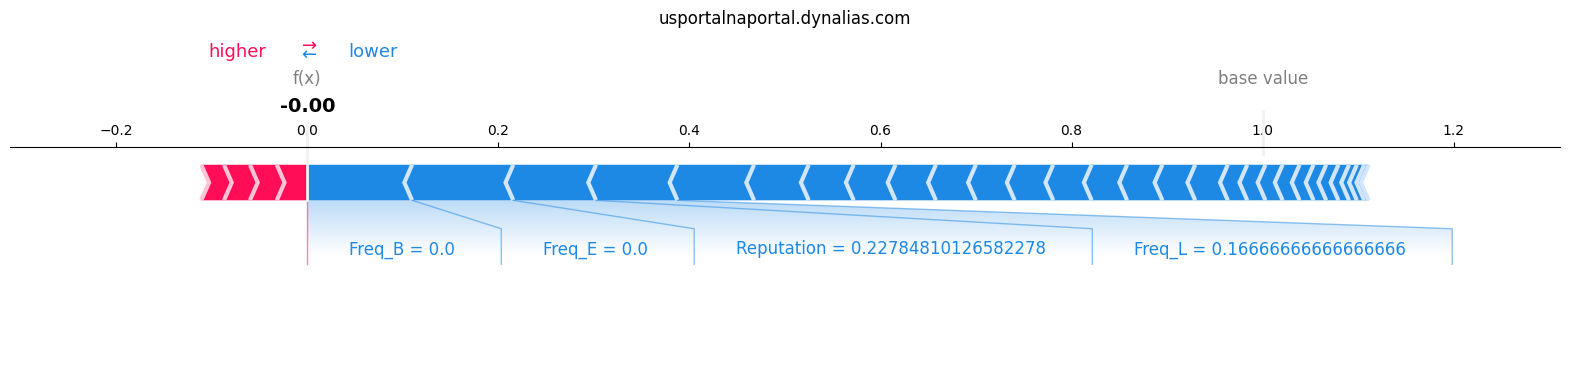 usportalnaportal.dynalias.com
higher ⇄ lower
f(x) base value
-0.00
−0.2 0.0 0.2 0.4 0.6 0.8 1.0 1.2
Freq_B = 0.0 Freq_E = 0.0 Reputation = 0.22784810126582278 Freq_L = 0.16666666666666666